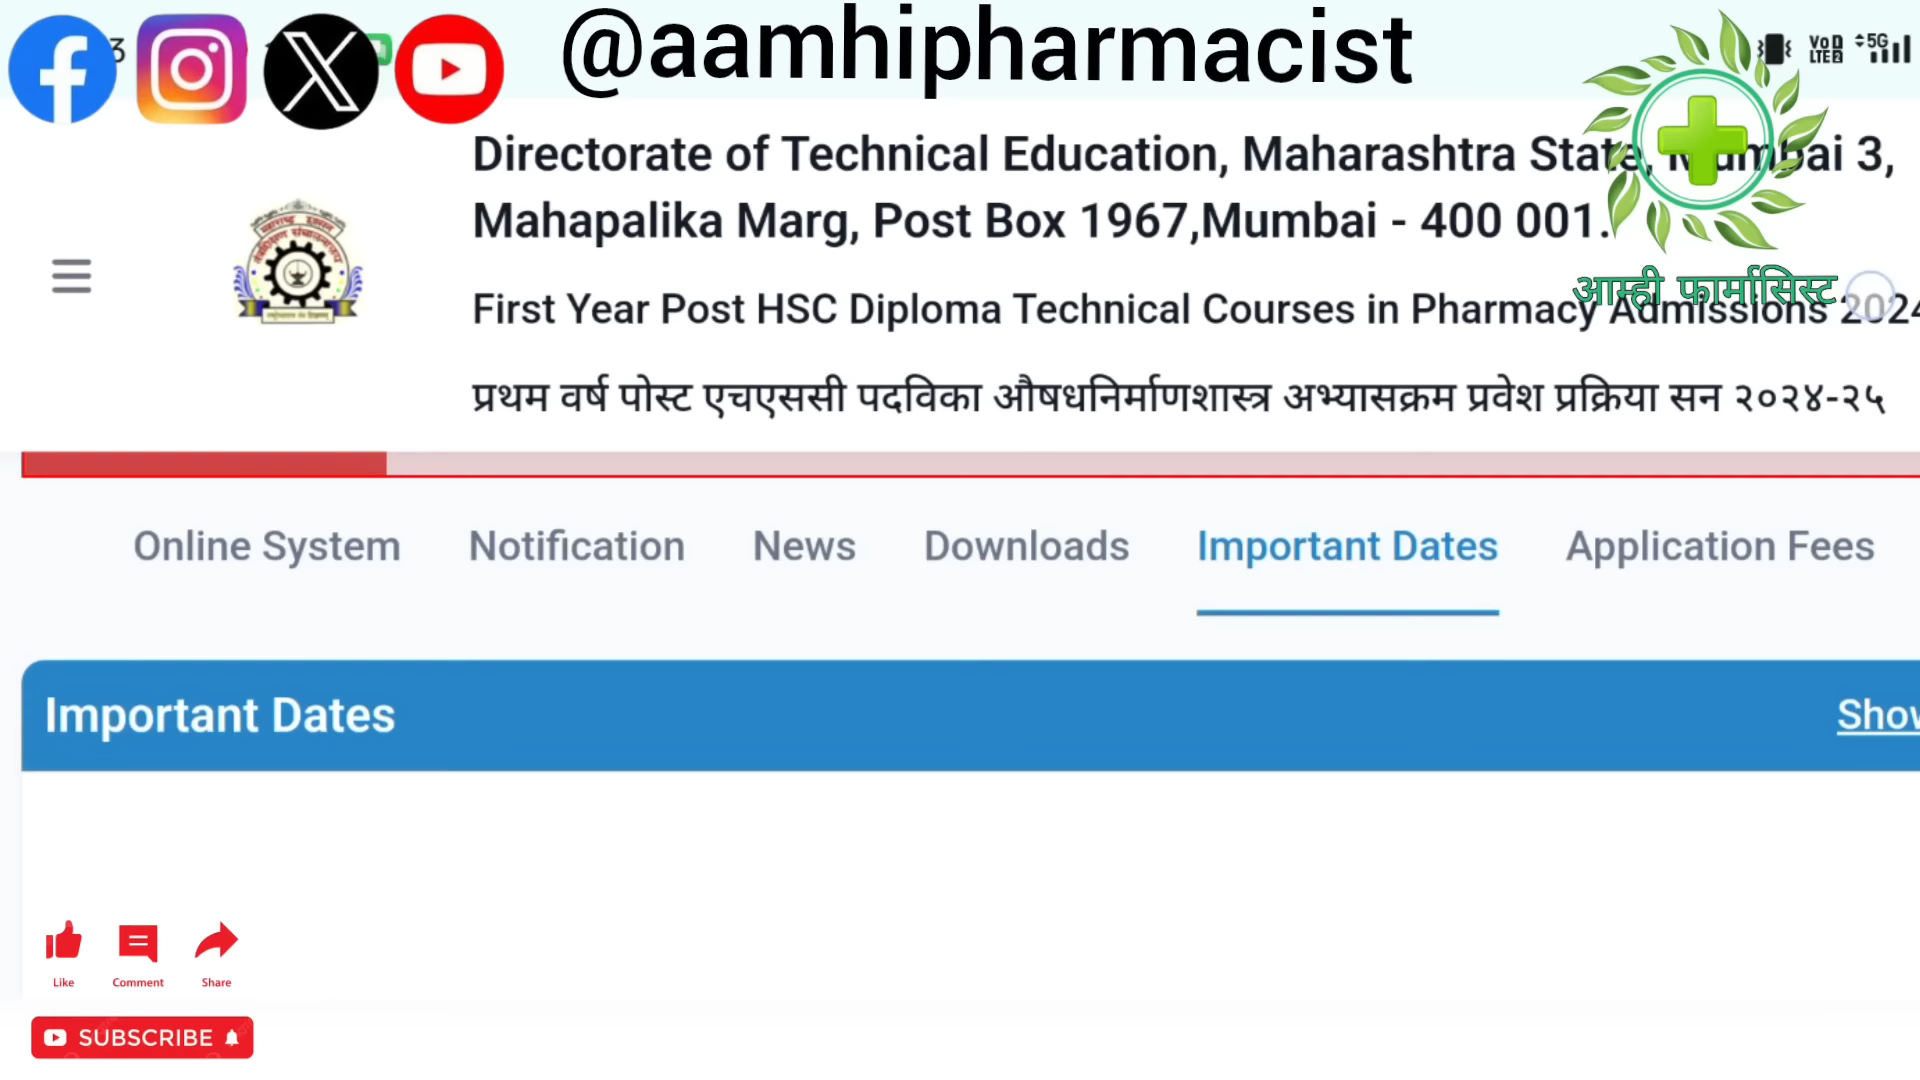 @aamhipharmacist
Directorate of Technical Education, Maharashtra State, Mumbai 3,
Mahapalika Marg, Post Box 1967,Mumbai - 400 001.
आम्ही फार्मासिस्ट
First Year Post HSC Diploma Technical Courses in Pharmacy Admissions 2024
प्रथम वर्ष पोस्ट एचएससी पदविका औषधनिर्माणशास्त्र अभ्यासक्रम प्रवेश प्रक्रिया सन २०२४-२५
Online System Notification News Downloads Important Dates Application Fees
Important Dates Show
Like Comment Share
SUBSCRIBE